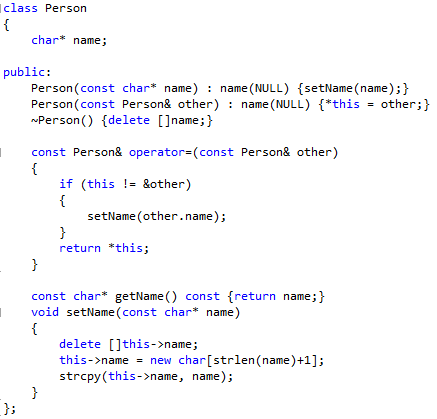 class Person
{
    char* name;

public:
    Person(const char* name) : name(NULL) {setName(name);}
    Person(const Person& other) : name(NULL) {*this = other;}
    ~Person() {delete []name;}

    const Person& operator=(const Person& other)
    {
        if (this != &other)
        {
            setName(other.name);
        }
        return *this;
    }

    const char* getName() const {return name;}
    void setName(const char* name)
    {
        delete []this->name;
        this->name = new char[strlen(name)+1];
        strcpy(this->name, name);
    }
};